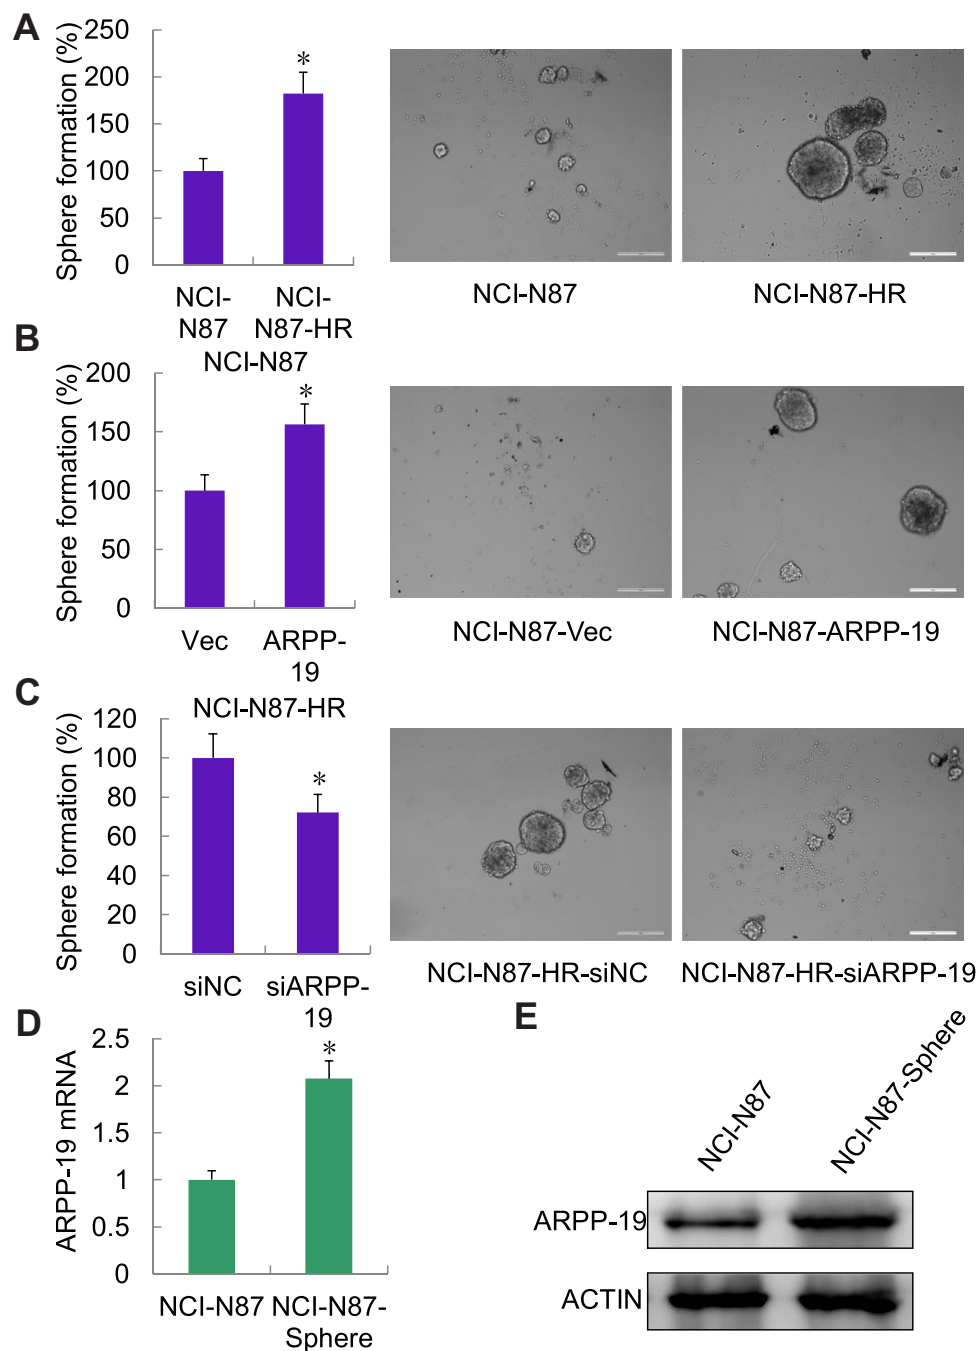 A
Sphere formation (%)
250
200
150
100
50
0
*
NCI-
N87
NCI-
N87-HR
NCI-N87
NCI-N87-HR
B
NCI-N87
Sphere formation (%)
200
150
100
50
0
*
Vec
ARPP-
19
NCI-N87-Vec
NCI-N87-ARPP-19
C
NCI-N87-HR
Sphere formation (%)
120
100
80
60
40
20
0
*
siNC
siARPP-
19
NCI-N87-HR-siNC
NCI-N87-HR-siARPP-19
D
ARPP-19 mRNA
2.5
2
1
1
0.5
0
*
NCI-N87
NCI-N87-
Sphere
E
NCI-N87
NCI-N87-Sphere
ARPP-19
ACTIN